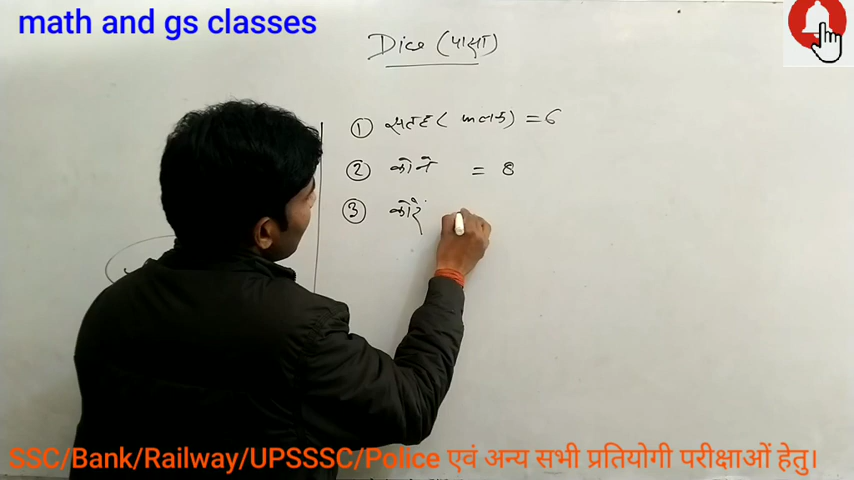 math and gs classes
Dice (पासा)
① सतह ( फलक ) = 6
② कोने = 8
③ कोरें
SSC/Bank/Railway/UPSSSC/Police एवं अन्य सभी प्रतियोगी परीक्षाओं हेतु।